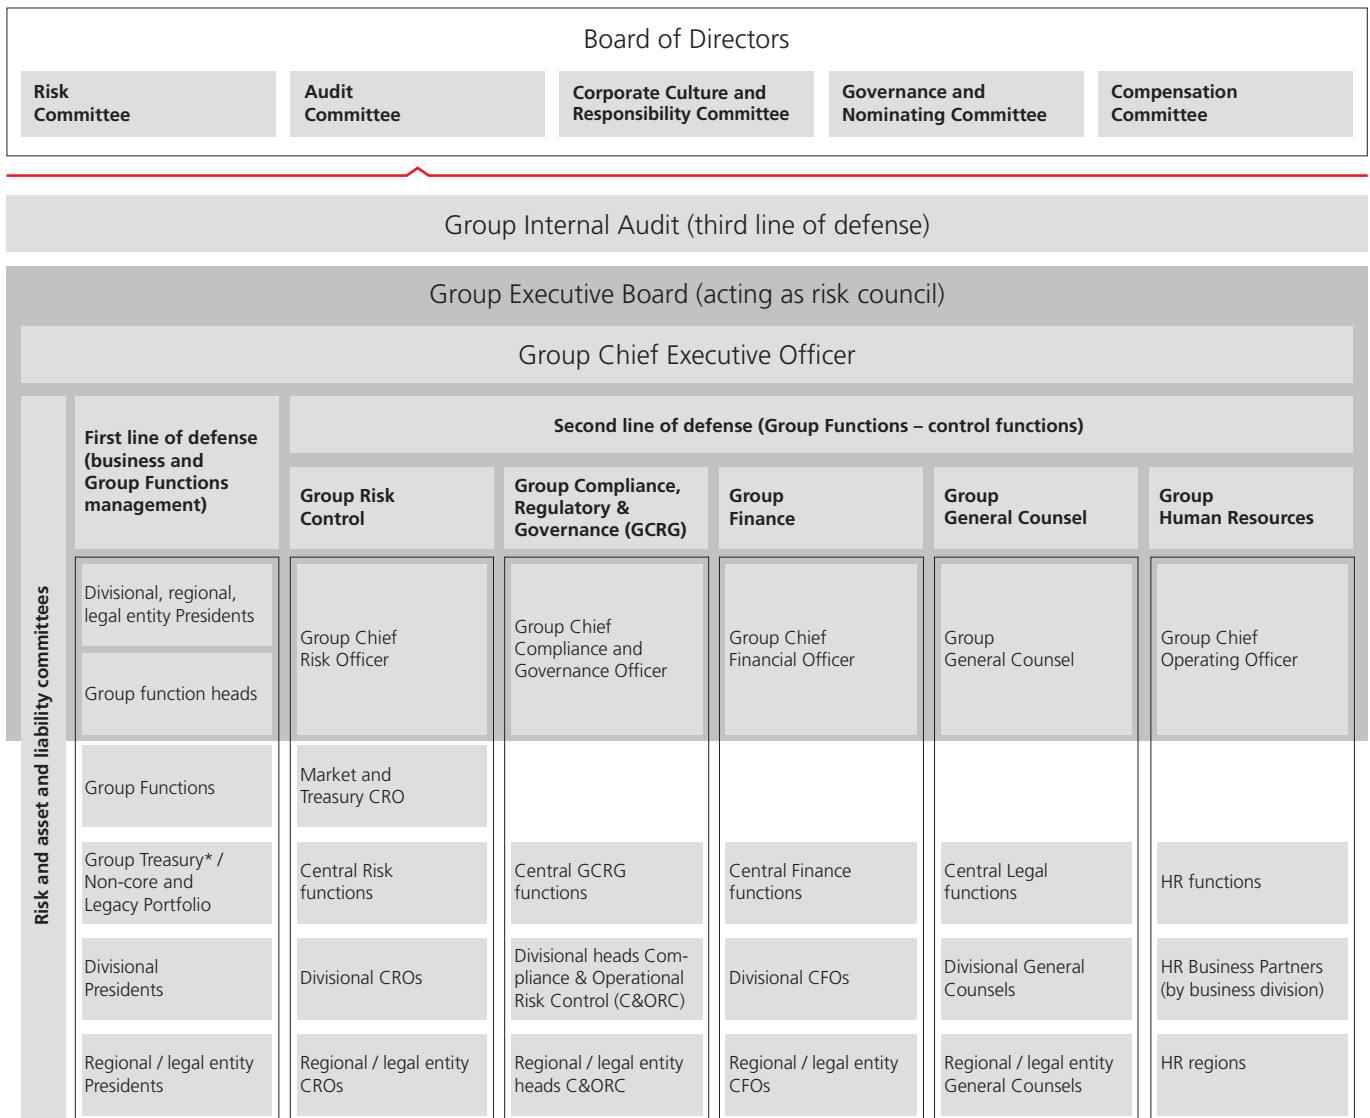 Board of Directors
Risk
Committee
Audit
Committee
Corporate Culture and
Responsibility Committee
Governance and
Nominating Committee
Compensation
Committee
Group Internal Audit (third line of defense)
Group Executive Board (acting as risk council)
Group Chief Executive Officer
Risk and asset and liability committees
First line of defense
(business and
Group Functions
management)
Second line of defense (Group Functions – control functions)
Group Risk
Control
Group Compliance,
Regulatory &
Governance (GCRG)
Group
Finance
Group
General Counsel
Group
Human Resources
Divisional, regional,
legal entity Presidents
Group function heads
Group Chief
Risk Officer
Group Chief
Compliance and
Governance Officer
Group Chief
Financial Officer
Group
General Counsel
Group Chief
Operating Officer
Group Functions
Market and
Treasury CRO
Group Treasury* /
Non-core and
Legacy Portfolio
Central Risk
functions
Central GCRG
functions
Central Finance
functions
Central Legal
functions
HR functions
Divisional
Presidents
Divisional CROs
Divisional heads Com-
pliance & Operational
Risk Control (C&ORC)
Divisional CFOs
Divisional General
Counsels
HR Business Partners
(by business division)
Regional / legal entity
Presidents
Regional / legal entity
CROs
Regional / legal entity
heads C&ORC
Regional / legal entity
CFOs
Regional / legal entity
General Counsels
HR regions